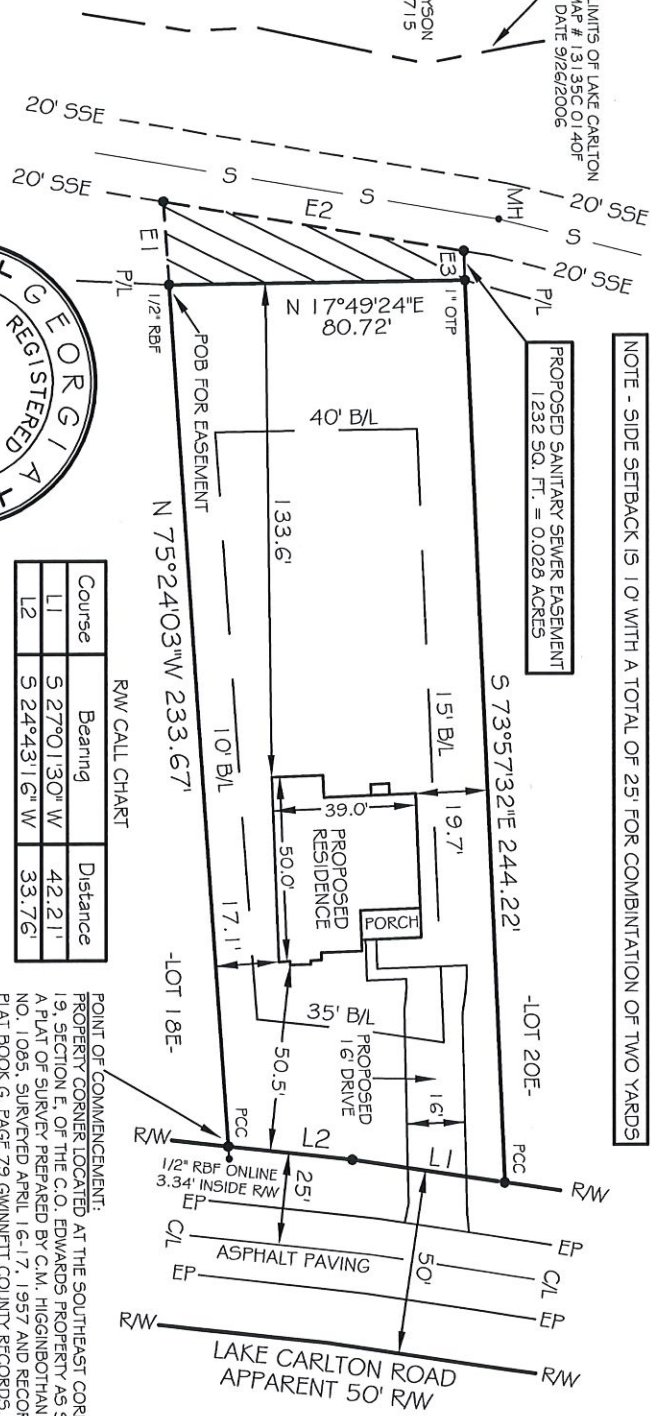 NOTE - SIDE SETBACK IS 10' WITH A TOTAL OF 25' FOR COMBINTATION OF TWO YARDS
LIMITS OF LAKE CARLTON
MAP # 13135C 0140F
DATE 9/26/2006
YSON
715
20' SSE
20' SSE
20' SSE
20' SSE
S
S
S
MH
E1
E2
E3
P/L
P/L
1" OTP
1/2" RBF
PROPOSED SANITARY SEWER EASEMENT
1232 SQ. FT. = 0.028 ACRES
N 17°49'24"E
80.72'
POB FOR EASEMENT
40' B/L
133.6'
S 73°57'32"E 244.22'
-LOT 20E-
15' B/L
19.7'
39.0'
50.0'
PROPOSED
RESIDENCE
PORCH
10' B/L
17.1'
N 75°24'03"W 233.67'
-LOT 18E-
35' B/L
50.5'
PROPOSED
16' DRIVE
16'
PCC
PCC
L2
L1
R/W
R/W
1/2" RBF ONLINE
3.34' INSIDE R/W
25'
50'
EP
EP
C/L
C/L
ASPHALT PAVING
EP
EP
R/W
R/W
LAKE CARLTON ROAD
APPARENT 50' R/W
GEORGIA
REGISTERED
R/W CALL CHART
Course Bearing Distance
L1 S 27°01'30" W 42.21'
L2 S 24°43'16" W 33.76'
POINT OF COMMENCEMENT:
PROPERTY CORNER LOCATED AT THE SOUTHEAST COR
19, SECTION E, OF THE C.O. EDWARDS PROPERTY AS S
A PLAT OF SURVEY PREPARED BY C.M. HIGGINBOTHAN
NO. 1085, SURVEYED APRIL 16-17, 1957 AND RECOR
PLAT BOOK G, PAGE 79 GWINNETT COUNTY RECORDS.